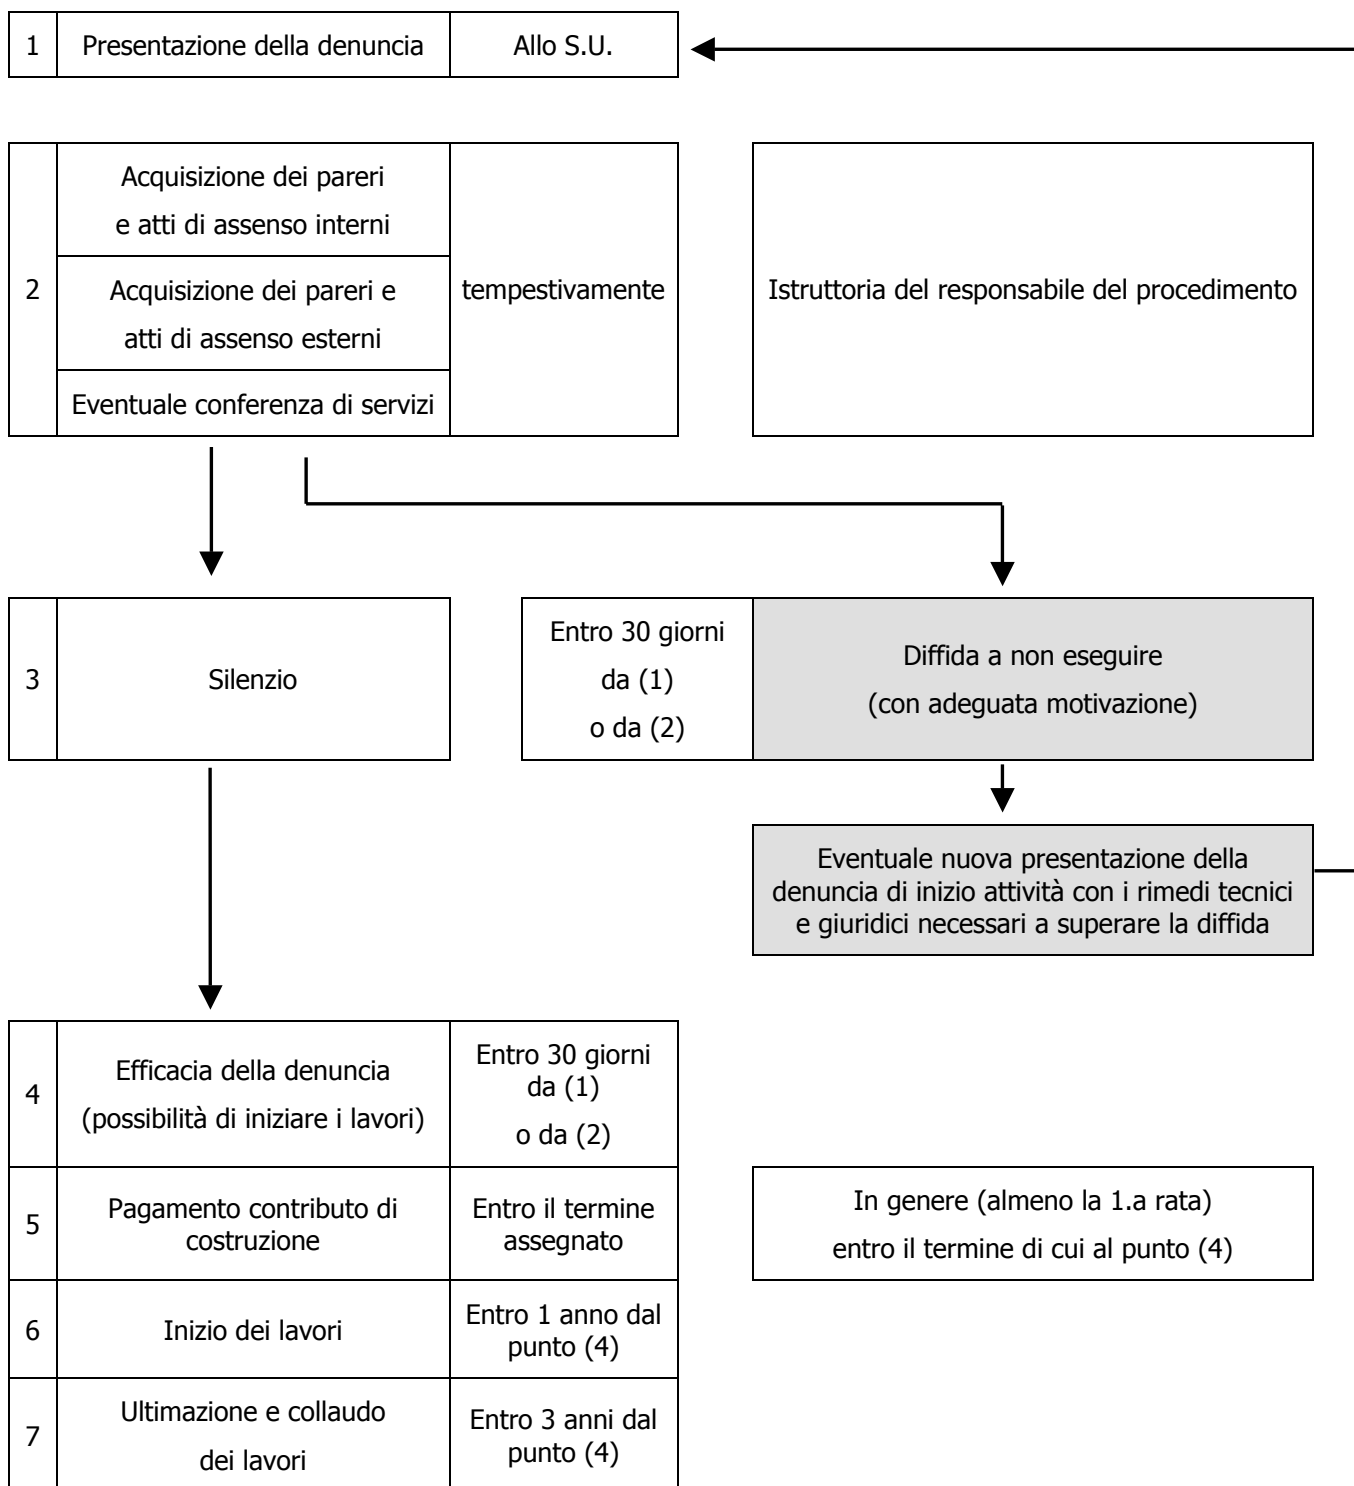 1
Presentazione della denuncia
Allo S.U.
2
Acquisizione dei pareri
e atti di assenso interni
Acquisizione dei pareri e
atti di assenso esterni
Eventuale conferenza di servizi
tempestivamente
Istruttoria del responsabile del procedimento
3
Silenzio
Entro 30 giorni
da (1)
o da (2)
Diffida a non eseguire
(con adeguata motivazione)
Eventuale nuova presentazione della
denuncia di inizio attività con i rimedi tecnici
e giuridici necessari a superare la diffida
4
Efficacia della denuncia
(possibilità di iniziare i lavori)
Entro 30 giorni
da (1)
o da (2)
5
Pagamento contributo di
costruzione
Entro il termine
assegnato
In genere (almeno la 1.a rata)
entro il termine di cui al punto (4)
6
Inizio dei lavori
Entro 1 anno dal
punto (4)
7
Ultimazione e collaudo
dei lavori
Entro 3 anni dal
punto (4)